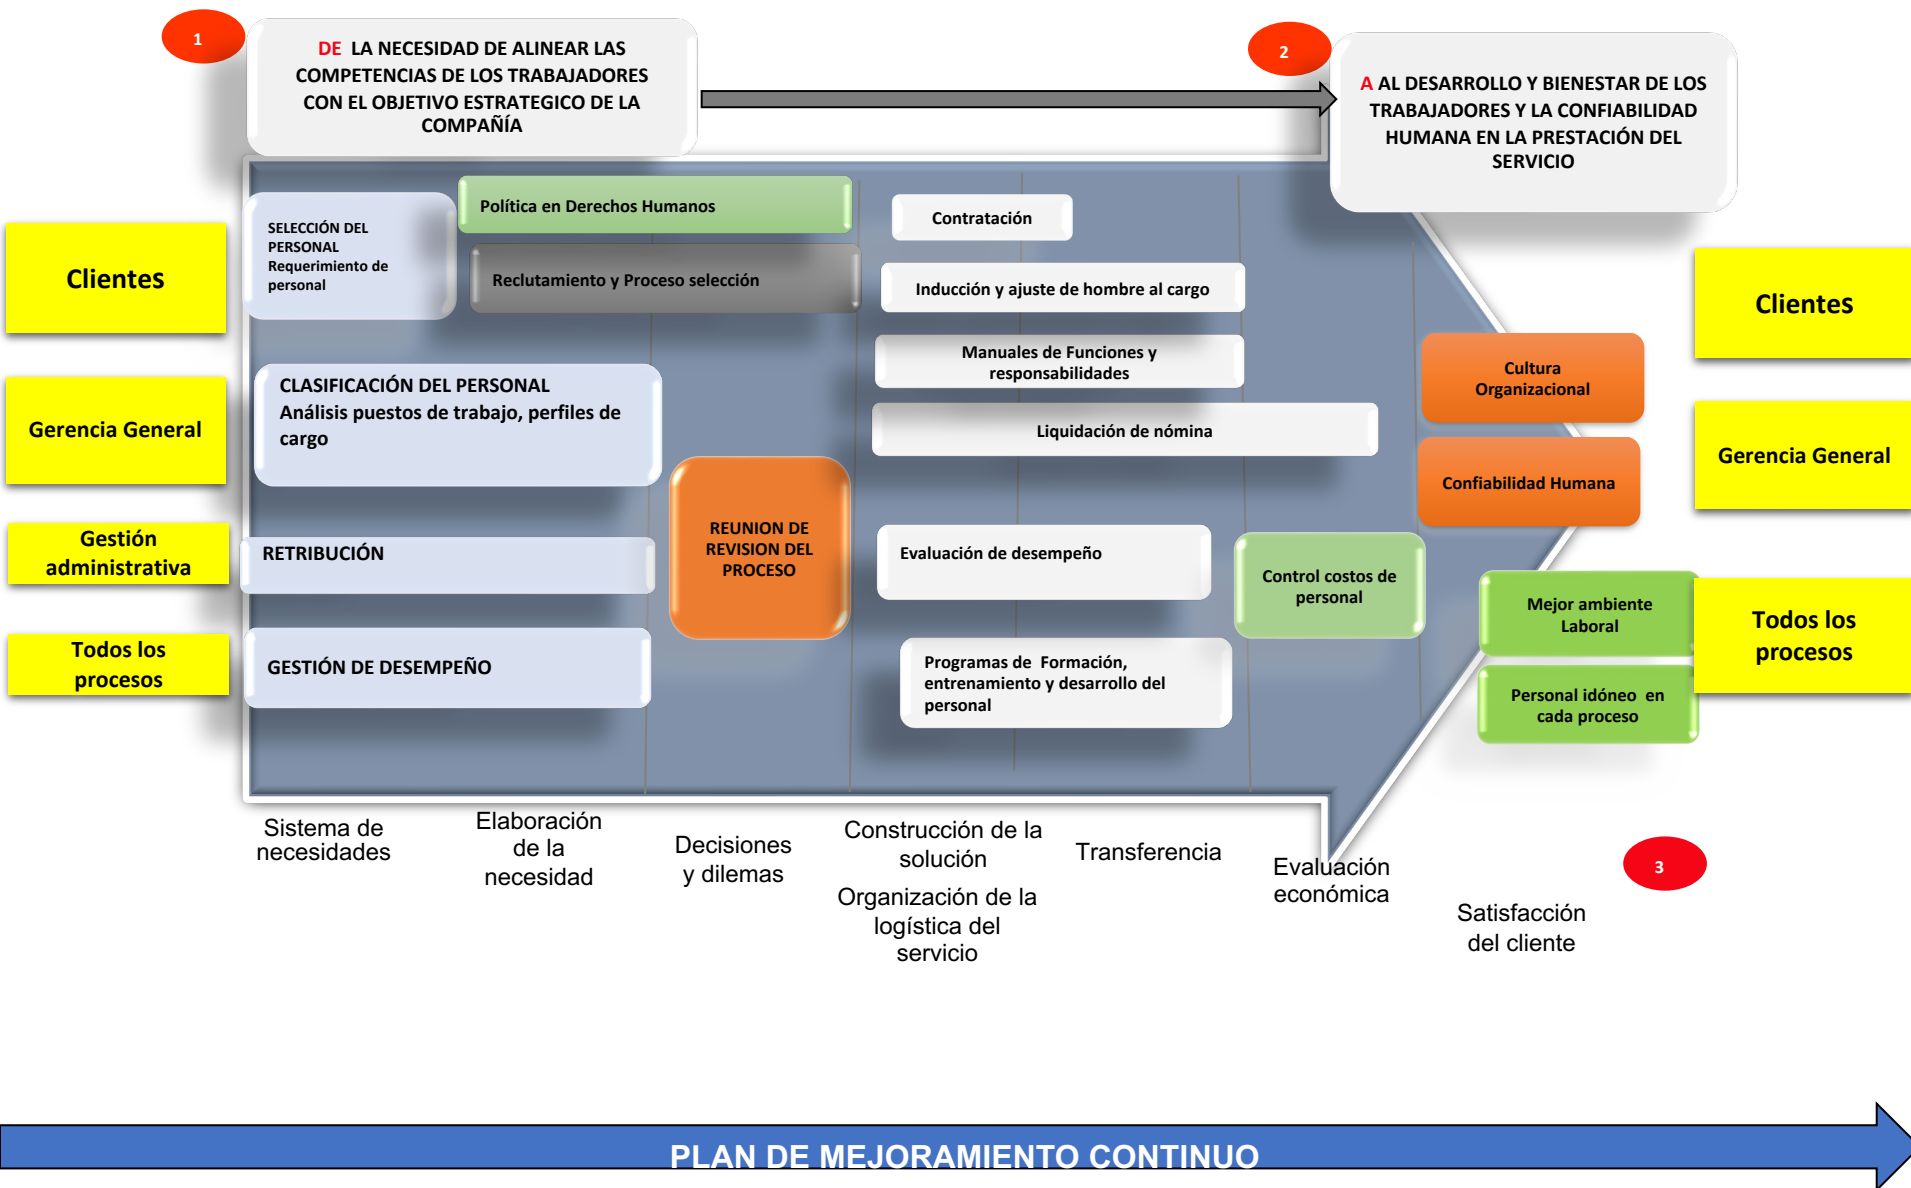 1
DE LA NECESIDAD DE ALINEAR LAS
COMPETENCIAS DE LOS TRABAJADORES
CON EL OBJETIVO ESTRATEGICO DE LA
COMPAÑÍA
2
A AL DESARROLLO Y BIENESTAR DE LOS
TRABAJADORES Y LA CONFIABILIDAD
HUMANA EN LA PRESTACIÓN DEL
SERVICIO
Clientes
Gerencia General
Gestión
administrativa
Todos los
procesos
SELECCIÓN DEL
PERSONAL
Requerimiento de
personal
Política en Derechos Humanos
Reclutamiento y Proceso selección
CLASIFICACIÓN DEL PERSONAL
Análisis puestos de trabajo, perfiles de
cargo
RETRIBUCIÓN
GESTIÓN DE DESEMPEÑO
REUNION DE
REVISION DEL
PROCESO
Contratación
Inducción y ajuste de hombre al cargo
Manuales de Funciones y
responsabilidades
Liquidación de nómina
Evaluación de desempeño
Programas de Formación,
entrenamiento y desarrollo del
personal
Control costos de
personal
Cultura
Organizacional
Confiabilidad Humana
Mejor ambiente
Laboral
Personal idóneo en
cada proceso
Clientes
Gerencia General
Todos los
procesos
Sistema de
necesidades
Elaboración
de la
necesidad
Decisiones
y dilemas
Construcción de la
solución
Organización de la
logística del
servicio
Transferencia
Evaluación
económica
Satisfacción
del cliente
3
PLAN DE MEJORAMIENTO CONTINUO